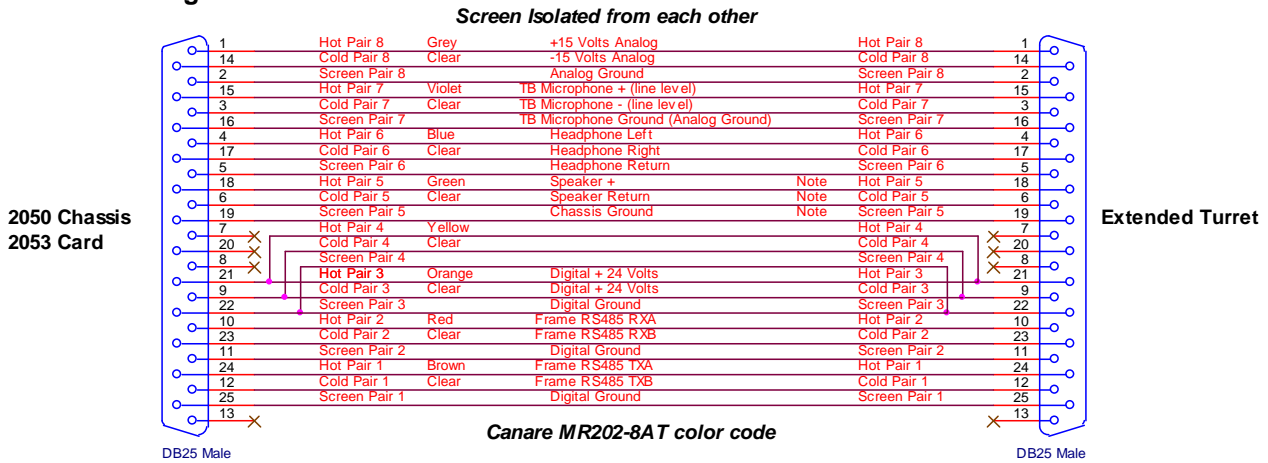 Screen Isolated from each other
1 Hot Pair 8 Grey +15 Volts Analog Hot Pair 8 1
14 Cold Pair 8 Clear -15 Volts Analog Cold Pair 8 14
2 Screen Pair 8 Analog Ground Screen Pair 8 2
15 Hot Pair 7 Violet TB Microphone + (line level) Hot Pair 7 15
3 Cold Pair 7 Clear TB Microphone - (line level) Cold Pair 7 3
16 Screen Pair 7 TB Microphone Ground (Analog Ground) Screen Pair 7 16
4 Hot Pair 6 Blue Headphone Left Hot Pair 6 4
17 Cold Pair 6 Clear Headphone Right Cold Pair 6 17
5 Screen Pair 6 Headphone Return Screen Pair 6 5
18 Hot Pair 5 Green Speaker + Note Hot Pair 5 18
6 Cold Pair 5 Clear Speaker Return Note Cold Pair 5 6
19 Screen Pair 5 Chassis Ground Note Screen Pair 5 19
2050 Chassis
2053 Card
Extended Turret
7 Hot Pair 4 Yellow Hot Pair 4 7
20 Cold Pair 4 Clear Cold Pair 4 20
8 Screen Pair 4 Screen Pair 4 8
21 Hot Pair 3 Orange Digital + 24 Volts Hot Pair 3 21
9 Cold Pair 3 Clear Digital + 24 Volts Cold Pair 3 9
22 Screen Pair 3 Digital Ground Screen Pair 3 22
10 Hot Pair 2 Red Frame RS485 RXA Hot Pair 2 10
23 Cold Pair 2 Clear Frame RS485 RXB Cold Pair 2 23
11 Screen Pair 2 Digital Ground Screen Pair 2 11
24 Hot Pair 1 Brown Frame RS485 TXA Hot Pair 1 24
12 Cold Pair 1 Clear Frame RS485 TXB Cold Pair 1 12
25 Screen Pair 1 Digital Ground Screen Pair 1 25
13 13
Canare MR202-8AT color code
DB25 Male DB25 Male